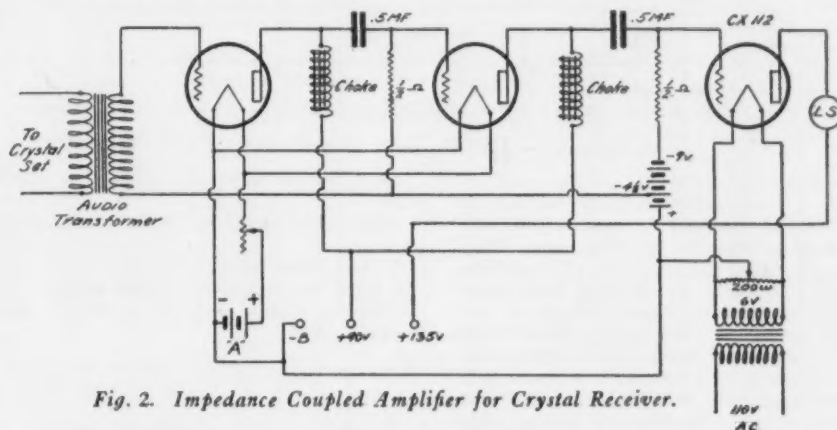 .5MF
.5MF
CX 112
Choke
½ Ω
Choke
½ Ω
LS
To
Crystal
Set
-9v
-4½v
+
Audio
Transformer
200ω
6V
- +
"A"
-B
+90v
+135v
110v
AC
Fig. 2. Impedance Coupled Amplifier for Crystal Receiver.